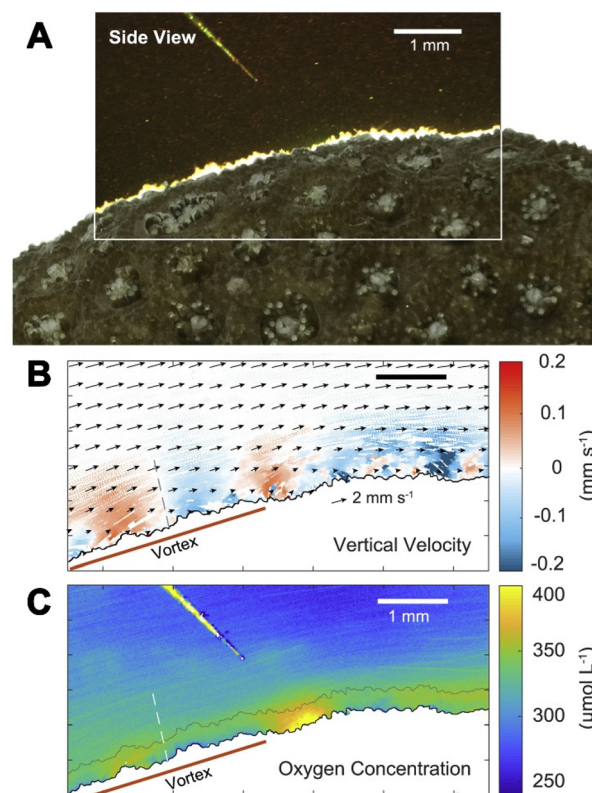 A
Side View
1 mm
B
0.2
0.1
0
-0.1
-0.2
(mm s-1)
2 mm s-1
Vortex
Vertical Velocity
C
1 mm
400
350
300
250
(μmol L-1)
Vortex
Oxygen Concentration